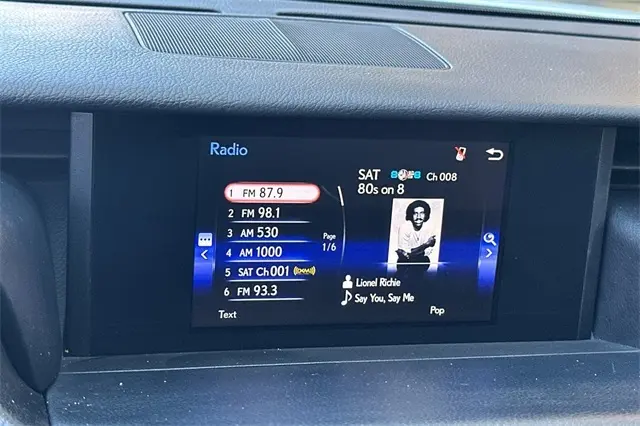 Radio
SAT Ch 008
80s on 8
1 FM 87.9
2 FM 98.1
3 AM 530
4 AM 1000
5 SAT Ch001
6 FM 93.3
Page
1/6
Lionel Richie
Say You, Say Me
Text
Pop